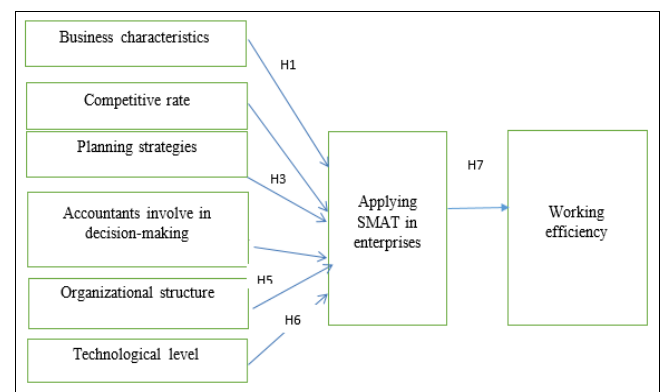 Business characteristics
H1
Competitive rate
Planning strategies
H3
Accountants involve in
decision-making
H5
Organizational structure
H6
Technological level
Applying
SMAT in
enterprises
H7
Working
efficiency